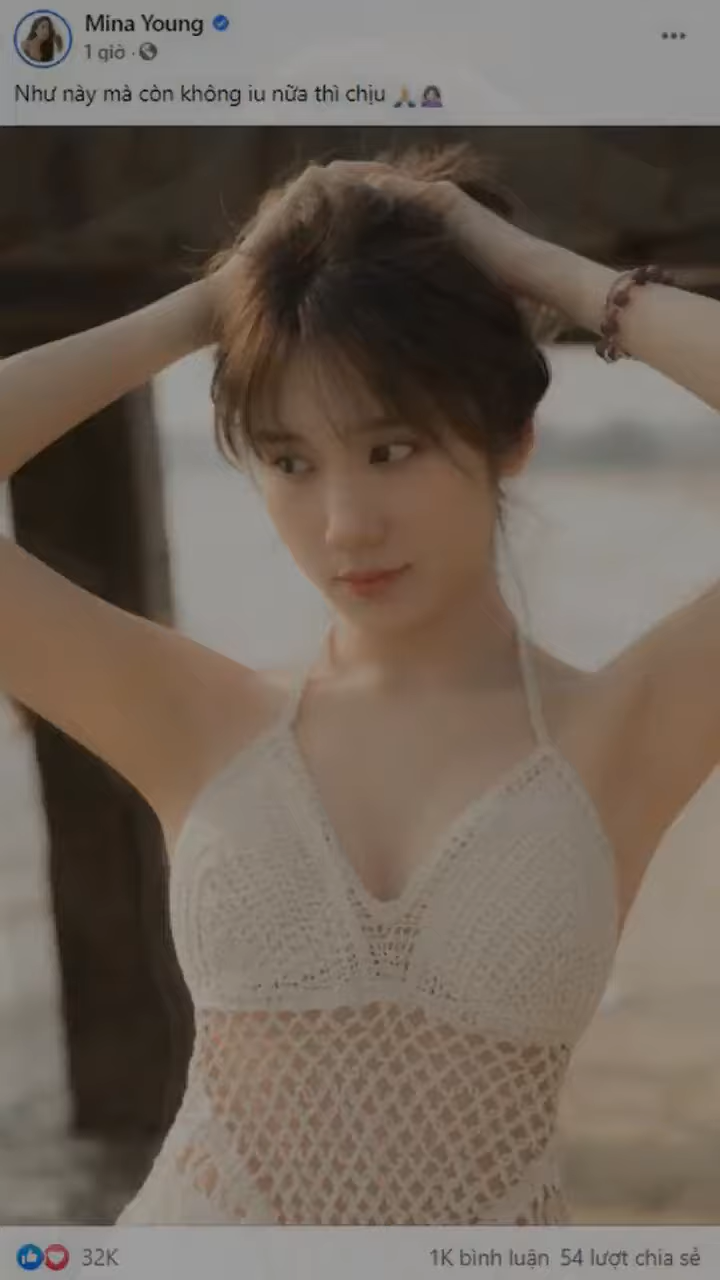 Mina Young
1 giờ ·
Như này mà còn không iu nữa thì chịu 🙏🤷🏻‍♀️
32K
1K bình luận 54 lượt chia sẻ